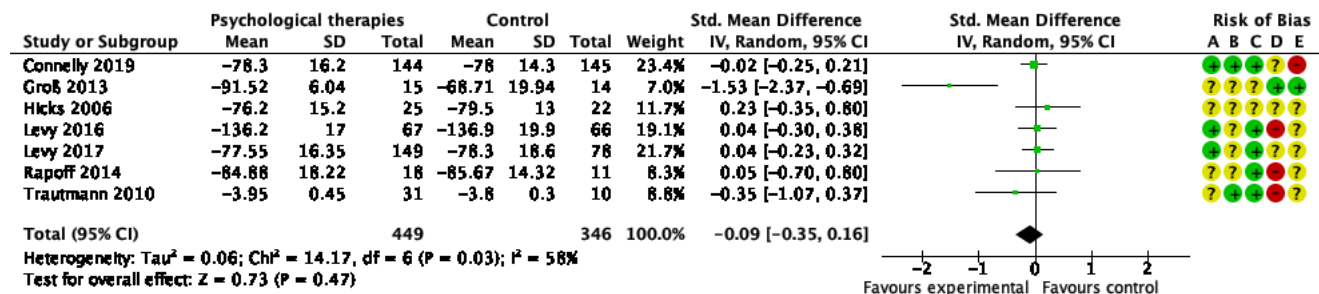 Psychological therapies Control Std. Mean Difference Std. Mean Difference Risk of Bias
Study or Subgroup Mean SD Total Mean SD Total Weight IV, Random, 95% CI IV, Random, 95% CI A B C D E
Connelly 2019 −78.3 16.2 144 −78 14.3 145 23.4% −0.02 [−0.25, 0.21] + + + ? −
Groß 2013 −91.52 6.04 15 −68.71 19.94 14 7.0% −1.53 [−2.37, −0.69] ? ? ? + +
Hicks 2006 −76.2 15.2 25 −79.5 13 22 11.7% 0.23 [−0.35, 0.80] ? ? ? ? ?
Levy 2016 −136.2 17 67 −136.9 19.9 66 19.1% 0.04 [−0.30, 0.38] + ? + − ?
Levy 2017 −77.55 16.35 149 −78.3 18.6 78 21.7% 0.04 [−0.23, 0.32] + ? + ? ?
Rapoff 2014 −84.88 18.22 18 −85.67 14.32 11 8.3% 0.05 [−0.70, 0.80] ? ? + − ?
Trautmann 2010 −3.95 0.45 31 −3.8 0.3 10 8.8% −0.35 [−1.07, 0.37] ? + + − ?
Total (95% CI) 449 346 100.0% −0.09 [−0.35, 0.16]
Heterogeneity: Tau² = 0.06; Chi² = 14.17, df = 6 (P = 0.03); I² = 58%
Test for overall effect: Z = 0.73 (P = 0.47)
−2 −1 0 1 2
Favours experimental Favours control